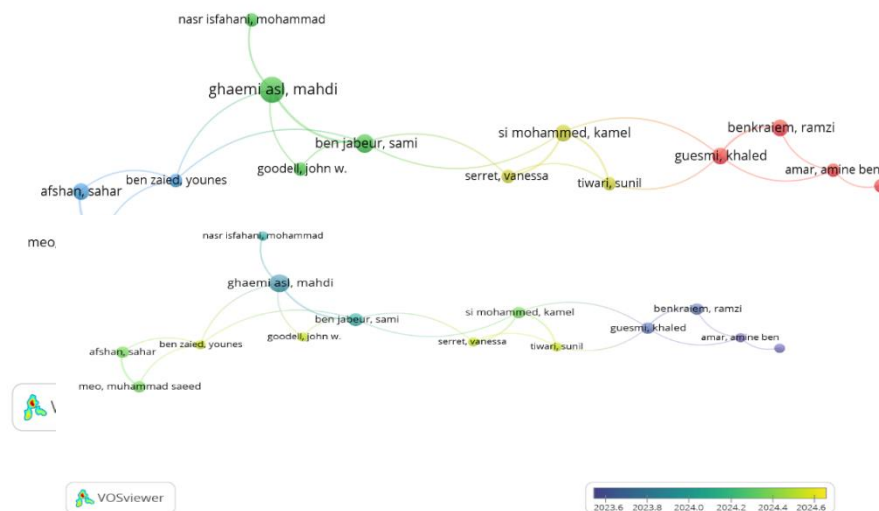 nasr isfahani, mohammad
ghaemi asl, mahdi
ben jabeur, sami
si mohammed, kamel
benkraiem, ramzi
guesmi, khaled
goodell, john w.
serret, vanessa
tiwari, sunil
amar, amine ben
ben zaied, younes
afshan, sahar
meo,
nasr isfahani, mohammad
ghaemi asl, mahdi
ben jabeur, sami
si mohammed, kamel
benkraiem, ramzi
guesmi, khaled
goodell, john w.
serret, vanessa
tiwari, sunil
amar, amine ben
ben zaied, younes
afshan, sahar
meo, muhammad saeed
VOSviewer
2023.6 2023.8 2024.0 2024.2 2024.4 2024.6